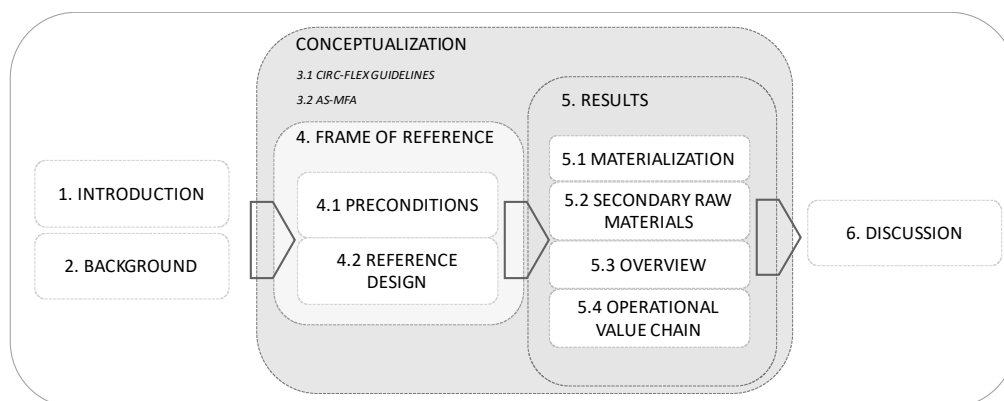 CONCEPTUALIZATION
3.1 CIRC-FLEX GUIDELINES
3.2 AS-MFA
1. INTRODUCTION
2. BACKGROUND
4. FRAME OF REFERENCE
4.1 PRECONDITIONS
4.2 REFERENCE
DESIGN
5. RESULTS
5.1 MATERIALIZATION
5.2 SECONDARY RAW
MATERIALS
5.3 OVERVIEW
5.4 OPERATIONAL
VALUE CHAIN
6. DISCUSSION